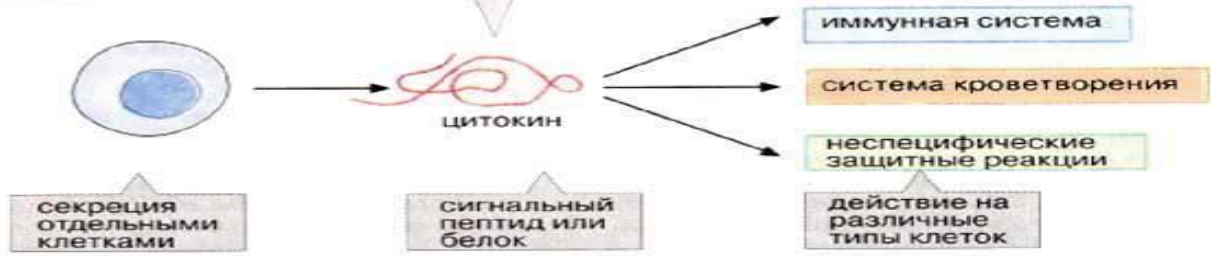 иммунная система
система кроветворения
цитокин
неспецифические
защитные реакции
секреция
отдельными
клетками
сигнальный
пептид или
белок
действие на
различные
типы клеток